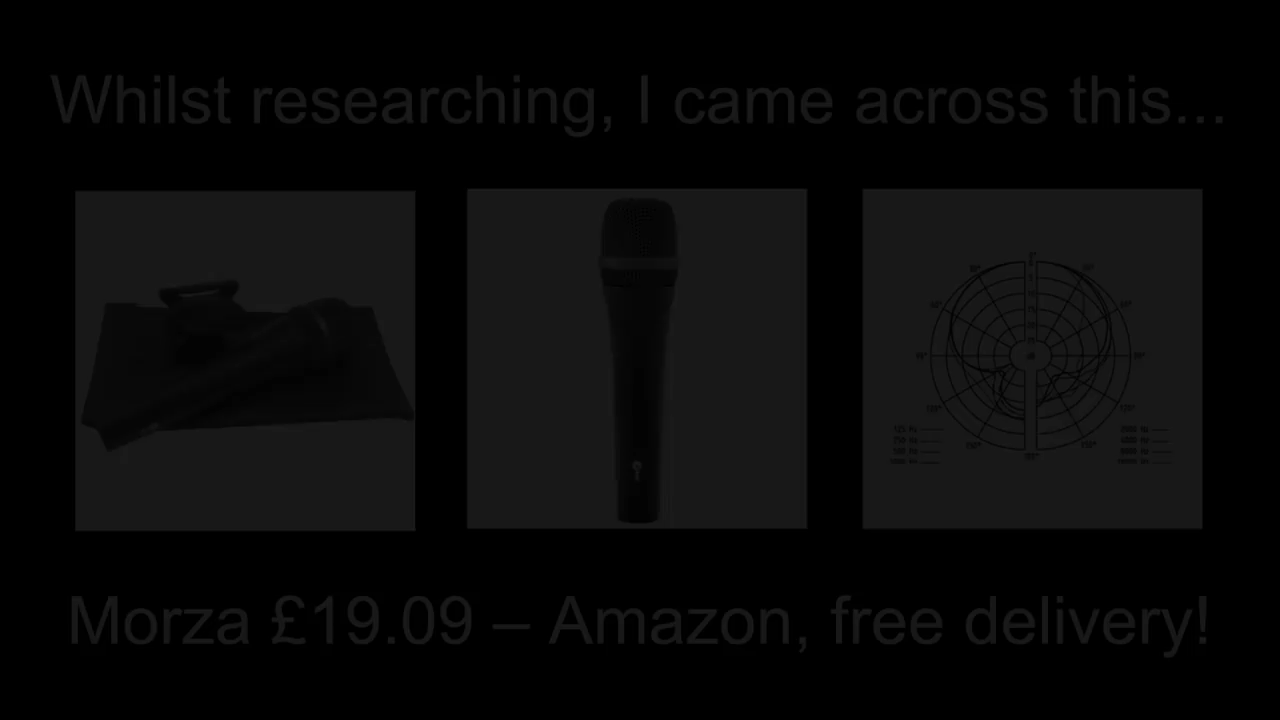 Whilst researching, I came across this...
Morza £19.09 – Amazon, free delivery!